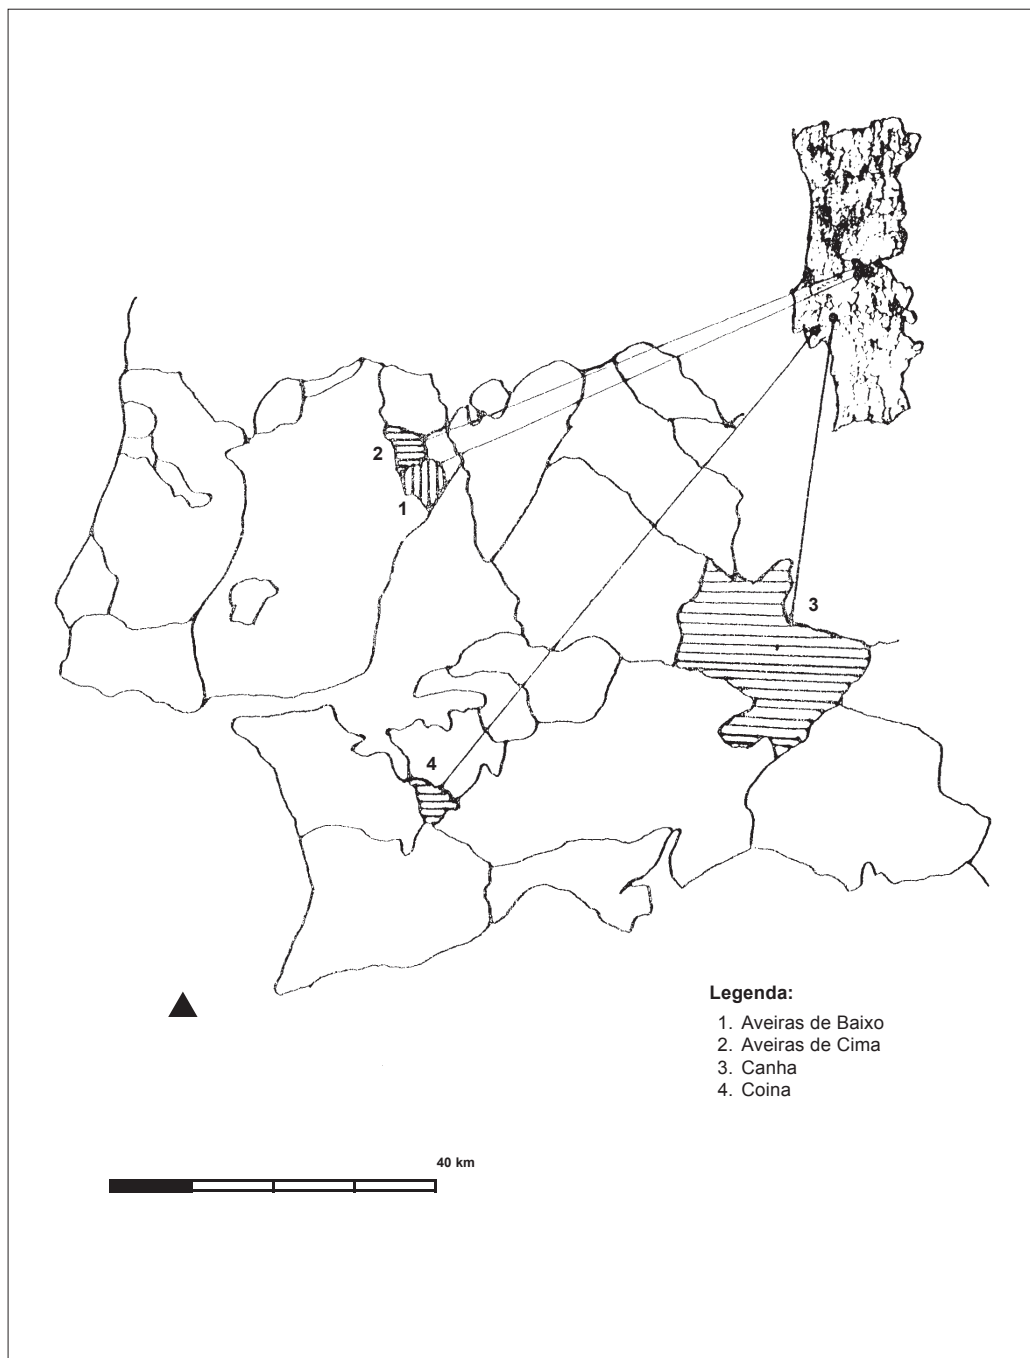 2
1
3
4
Legenda:
1. Aveiras de Baixo
2. Aveiras de Cima
3. Canha
4. Coina
40 km